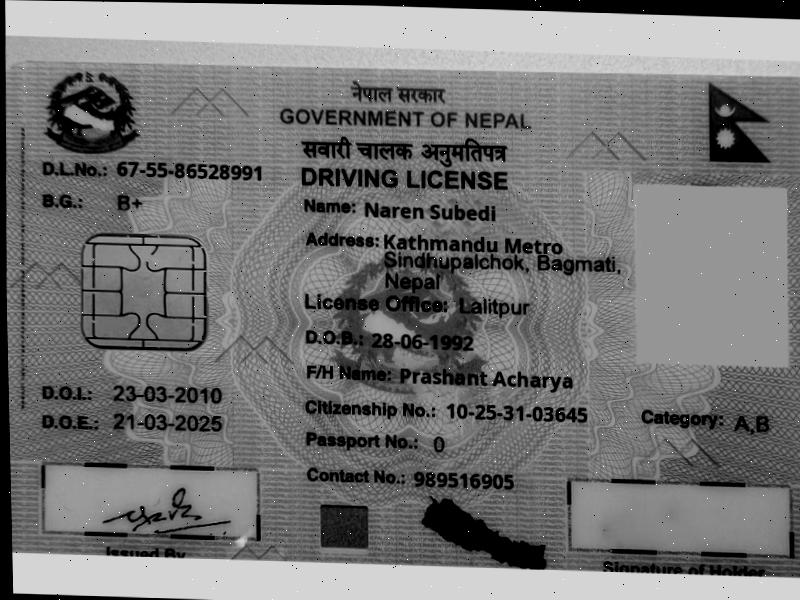 नेपाल सरकार
GOVERNMENT OF NEPAL
सवारी चालक अनुमतिपत्र
DRIVING LICENSE
D.L.No.: 67-55-86528991
B.G.: B+
Name: Naren Subedi
Address: Kathmandu Metro
Sindhupalchok, Bagmati,
Nepal
License Office: Lalitpur
D.O.B.: 28-06-1992
F/H Name: Prashant Acharya
D.O.I.: 23-03-2010
D.O.E.: 21-03-2025
Citizenship No.: 10-25-31-03645
Category: A,B
Passport No.: 0
Contact No.: 989516905
Issued By
Signature of Holder